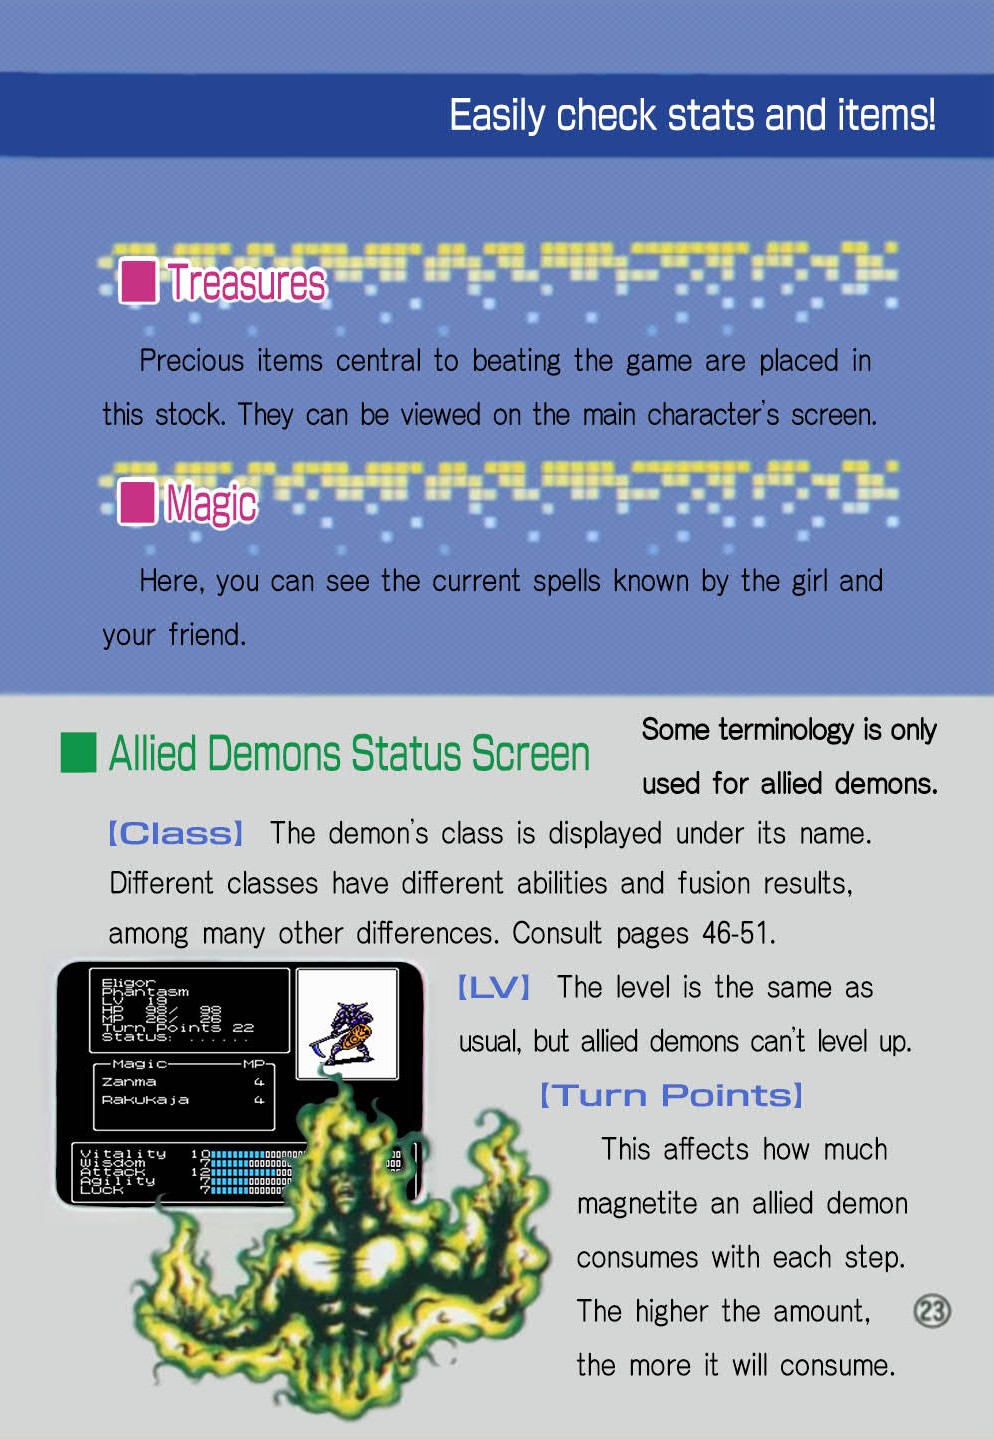 Easily check stats and items!
Treasures
Precious items central to beating the game are placed in
this stock. They can be viewed on the main character's screen.
Magic
Here, you can see the current spells known by the girl and
your friend.
Allied Demons Status Screen
Some terminology is only
used for allied demons.
【Class】 The demon's class is displayed under its name.
Different classes have different abilities and fusion results,
among many other differences. Consult pages 46-51.
Eligor
Phantasm
LV 19
HP 98/ 98
MP 26/ 26
Turn Points 22
Status: ......
Magic MP
Zanma 4
Rakukaja 4
Vitality 10
Wisdom 7
Attack 12
Agility 7
Luck 7
【LV】 The level is the same as
usual, but allied demons can't level up.
【Turn Points】
This affects how much
magnetite an allied demon
consumes with each step.
The higher the amount,
the more it will consume.
23